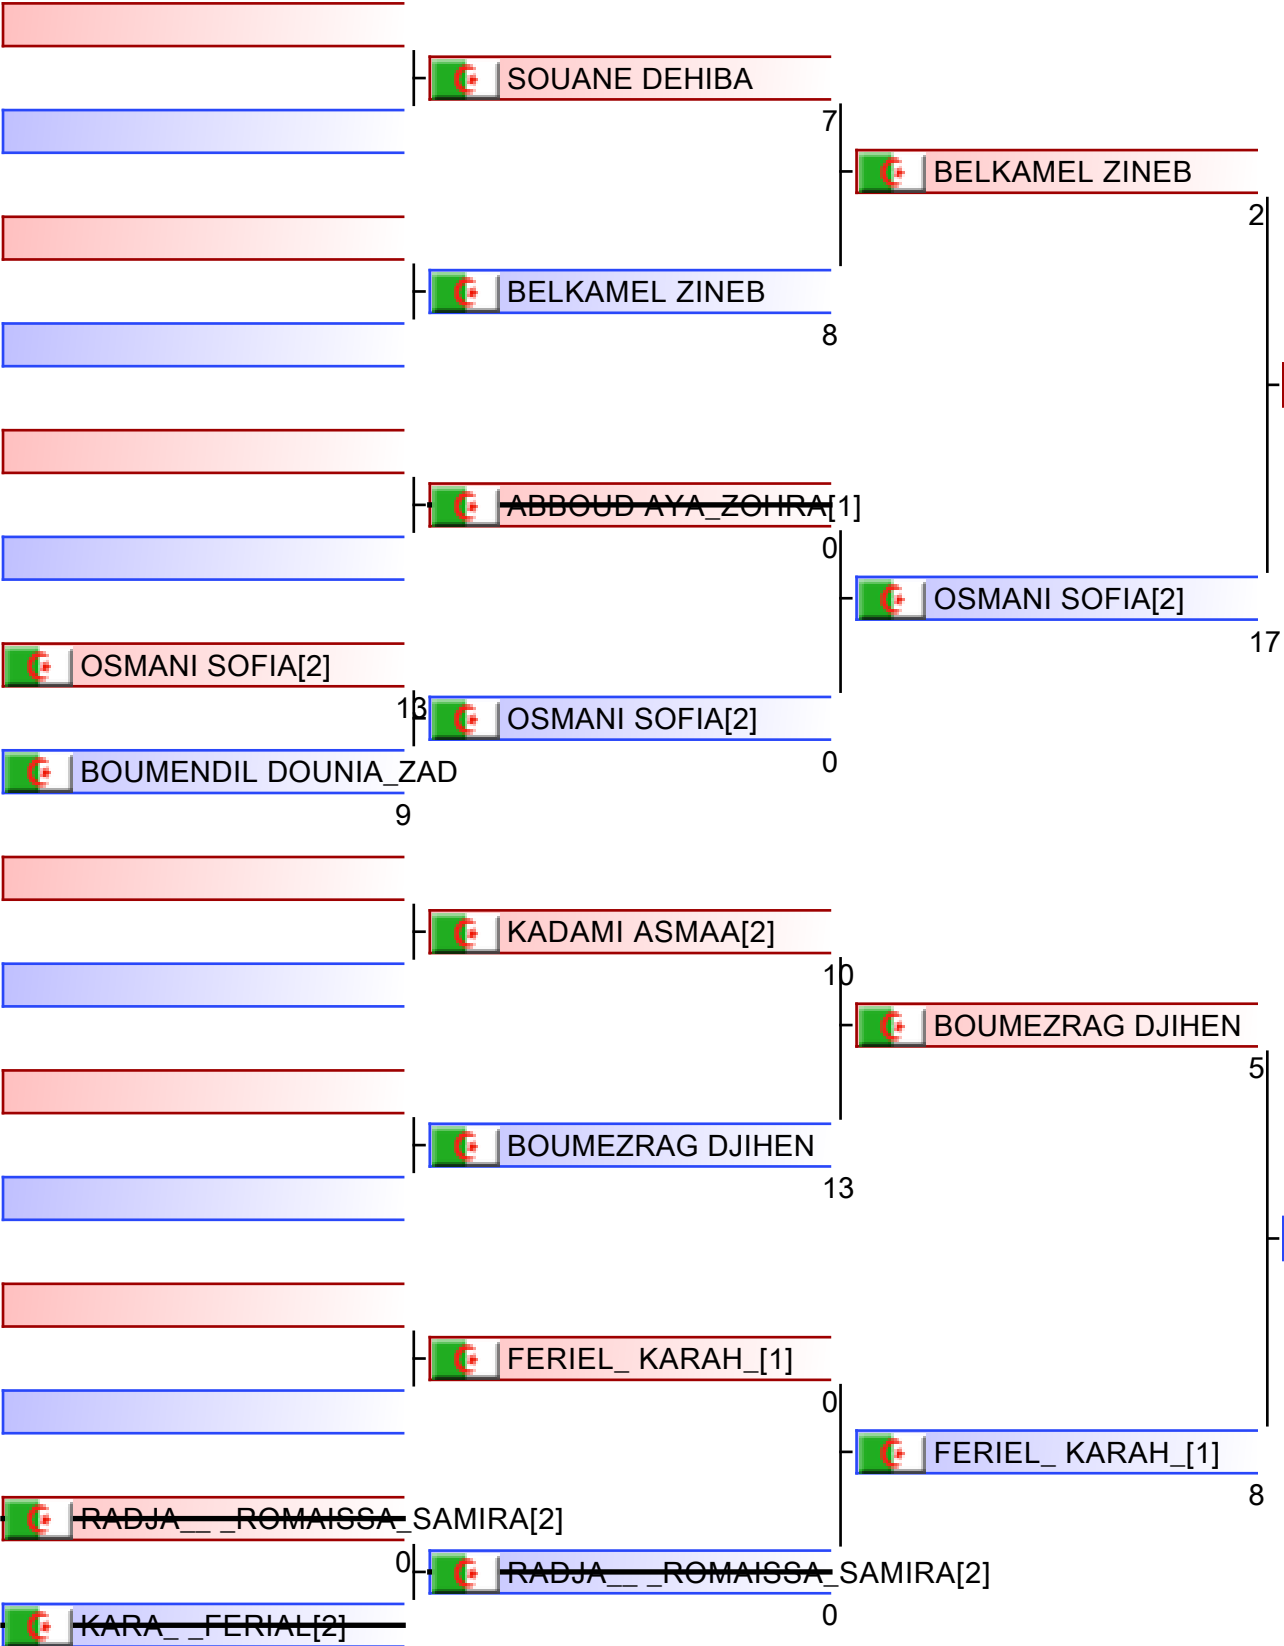 SOUANE DEHIBA
7
BELKAMEL ZINEB
2
BELKAMEL ZINEB
8
ABBOUD AYA_ZOHRA[1]
0
OSMANI SOFIA[2]
17
OSMANI SOFIA[2]
13
OSMANI SOFIA[2]
0
BOUMENDIL DOUNIA_ZAD
9
KADAMI ASMAA[2]
10
BOUMEZRAG DJIHEN
5
BOUMEZRAG DJIHEN
13
FERIEL_ KARAH_[1]
0
FERIEL_ KARAH_[1]
8
RADJA__ _ROMAISSA_SAMIRA[2]
0
RADJA__ _ROMAISSA_SAMIRA[2]
0
KARA_ _FERIAL[2]